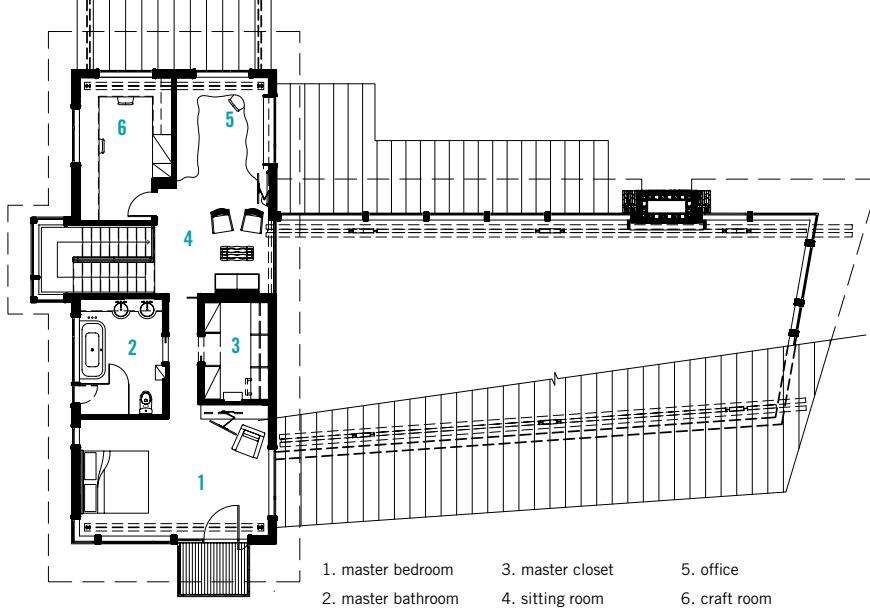 6
5
4
2
3
1
1. master bedroom
3. master closet
5. office
2. master bathroom
4. sitting room
6. craft room